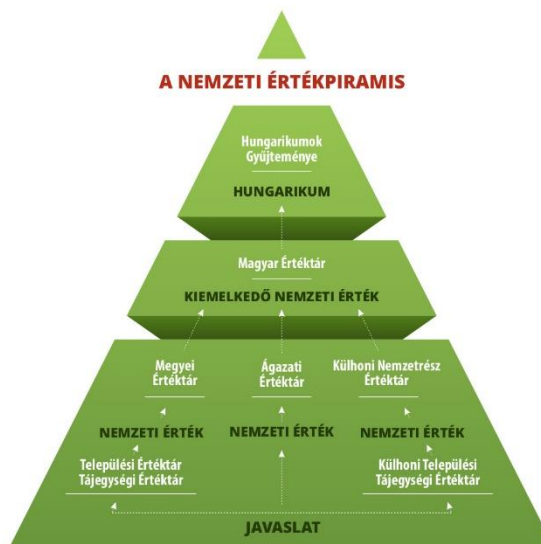 A NEMZETI ÉRTÉKPIRAMIS
Hungarikumok
Gyűjteménye
HUNGARIKUM
Magyar Értéktár
KIEMELKEDŐ NEMZETI ÉRTÉK
Megyei
Értéktár
Ágazati
Értéktár
Külhoni Nemzetrész
Értéktár
NEMZETI ÉRTÉK
NEMZETI ÉRTÉK
NEMZETI ÉRTÉK
Települési Értéktár
Tájegységi Értéktár
Külhoni Települési
Tájegységi Értéktár
JAVASLAT